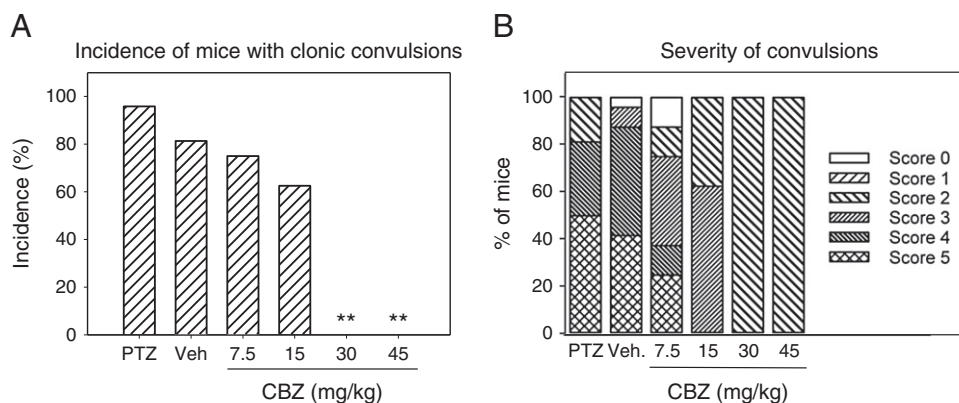 A
Incidence of mice with clonic convulsions
Incidence (%)
100
80
60
40
20
0
** **
PTZ Veh 7.5 15 30 45
CBZ (mg/kg)
B
Severity of convulsions
% of mice
100
80
60
40
20
0
PTZ Veh. 7.5 15 30 45
CBZ (mg/kg)
Score 0
Score 1
Score 2
Score 3
Score 4
Score 5